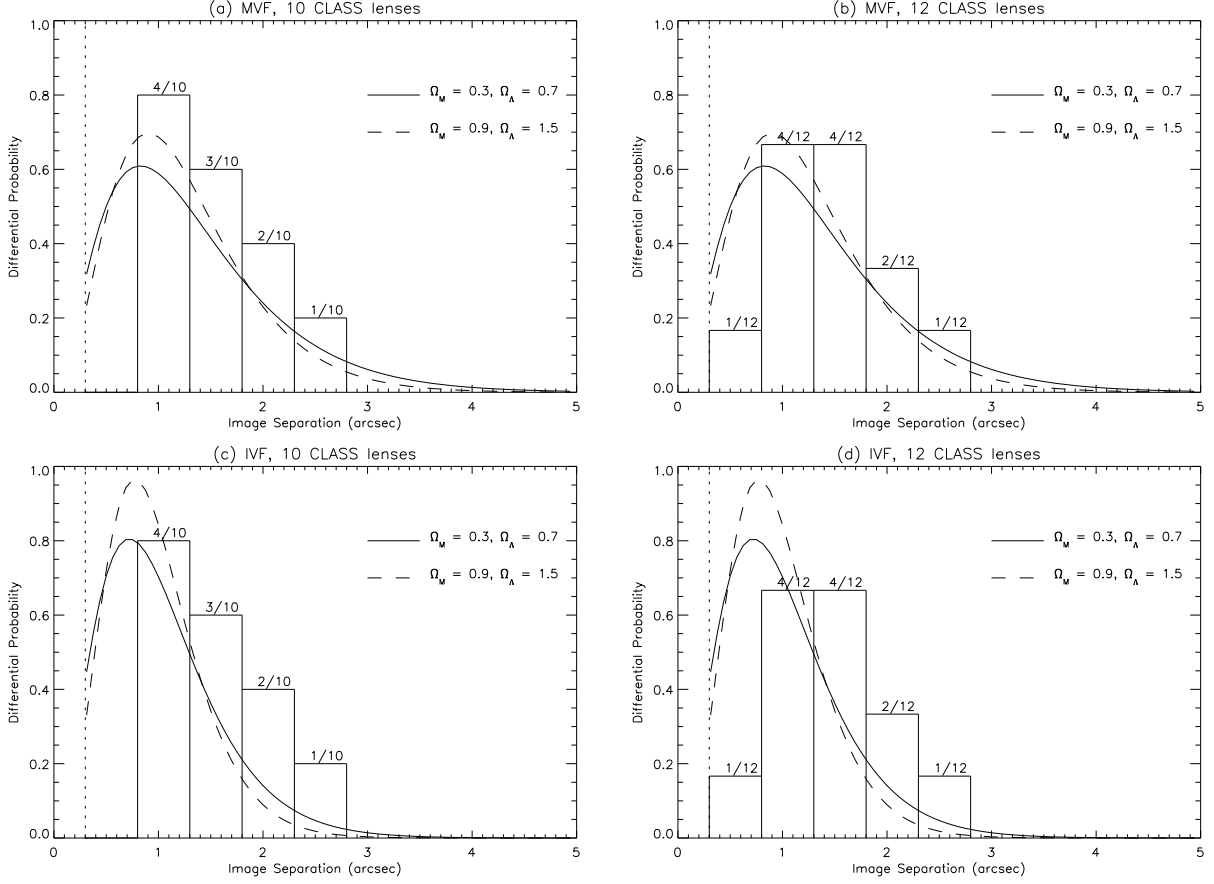 (a) MVF, 10 CLASS lenses
1.0
0.8
0.6
0.4
0.2
0.0
Differential Probability
4/10
3/10
2/10
1/10
Ω_M = 0.3, Ω_Λ = 0.7
Ω_M = 0.9, Ω_Λ = 1.5
0 1 2 3 4 5
Image Separation (arcsec)
(b) MVF, 12 CLASS lenses
1.0
0.8
0.6
0.4
0.2
0.0
Differential Probability
1/12
4/12
4/12
2/12
1/12
Ω_M = 0.3, Ω_Λ = 0.7
Ω_M = 0.9, Ω_Λ = 1.5
0 1 2 3 4 5
Image Separation (arcsec)
(c) IVF, 10 CLASS lenses
1.0
0.8
0.6
0.4
0.2
0.0
Differential Probability
4/10
3/10
2/10
1/10
Ω_M = 0.3, Ω_Λ = 0.7
Ω_M = 0.9, Ω_Λ = 1.5
0 1 2 3 4 5
Image Separation (arcsec)
(d) IVF, 12 CLASS lenses
1.0
0.8
0.6
0.4
0.2
0.0
Differential Probability
1/12
4/12
4/12
2/12
1/12
Ω_M = 0.3, Ω_Λ = 0.7
Ω_M = 0.9, Ω_Λ = 1.5
0 1 2 3 4 5
Image Separation (arcsec)